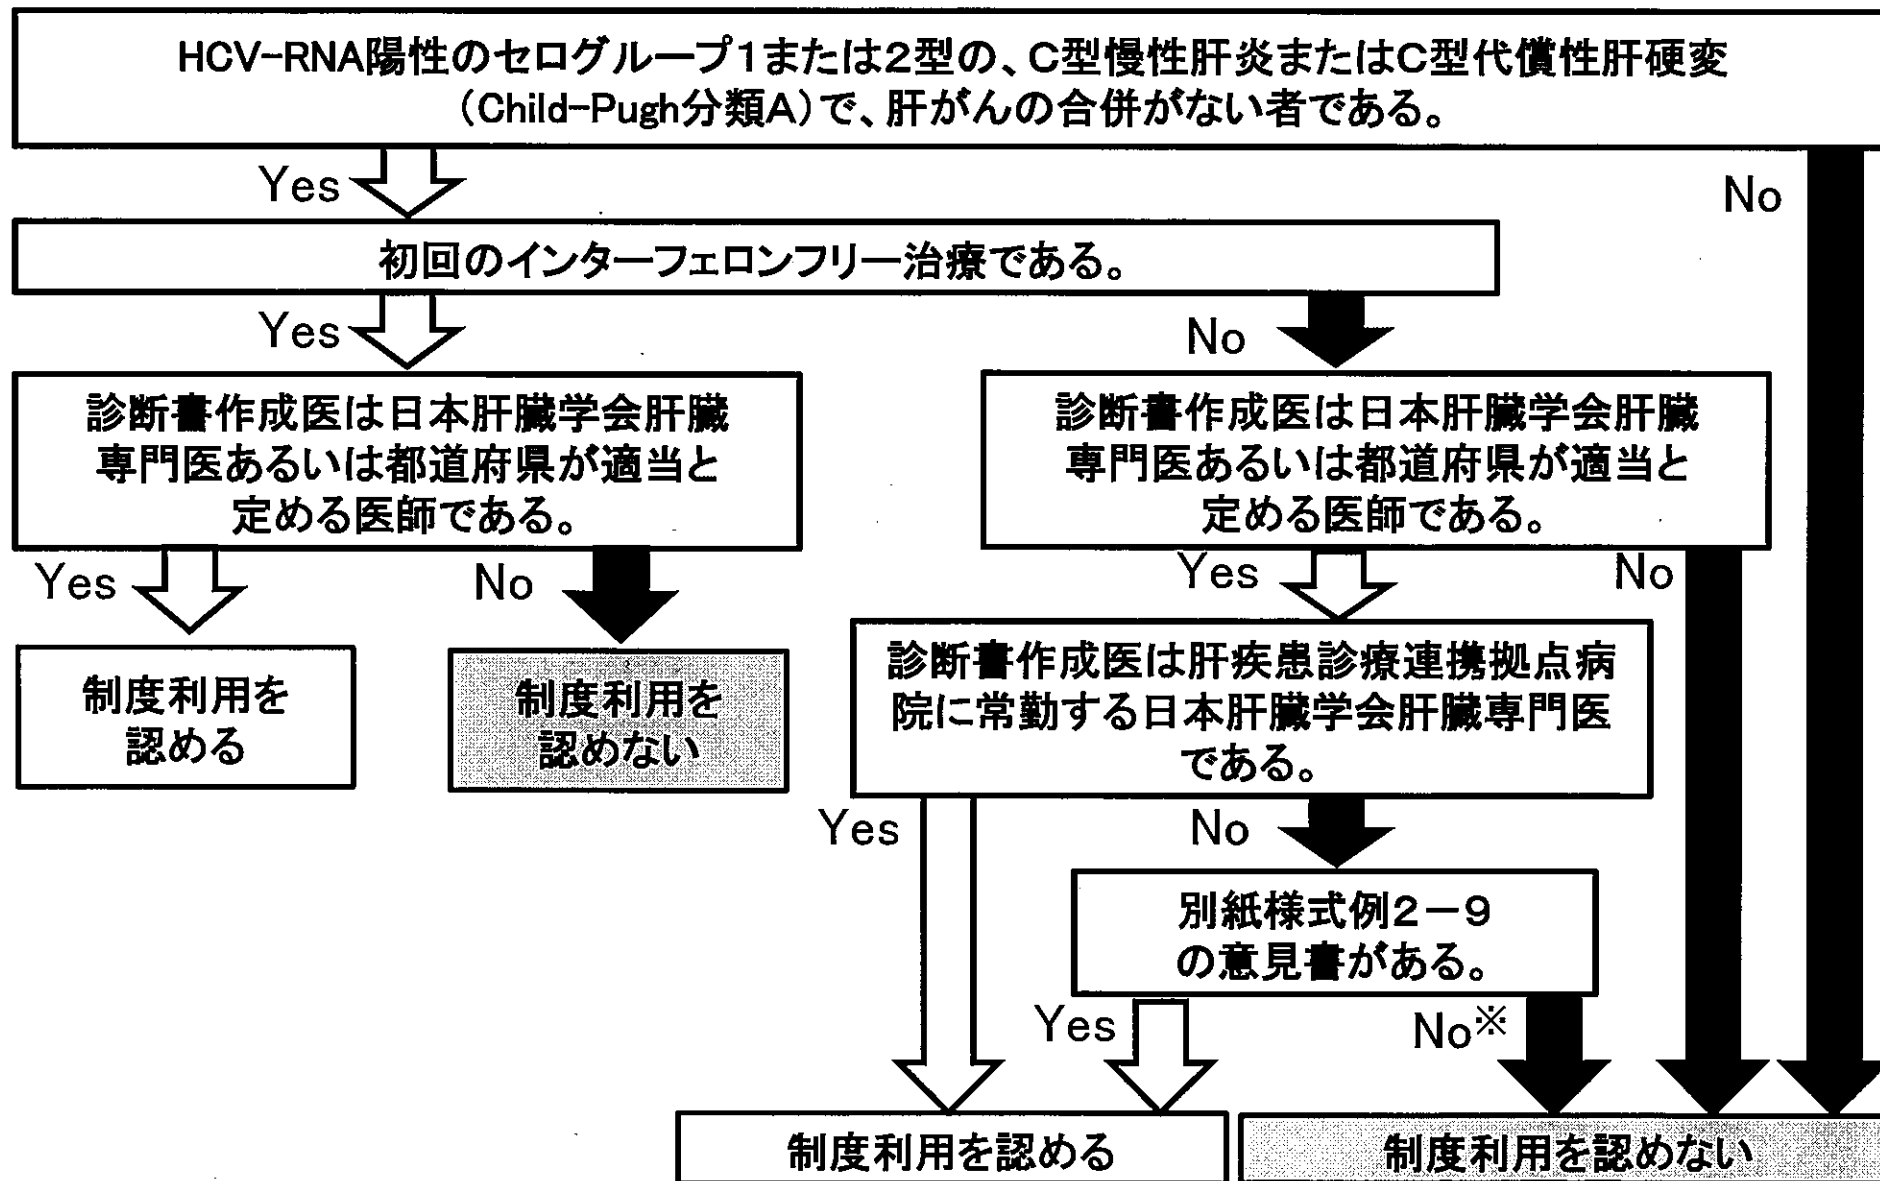 HCV-RNA陽性のセログループ1または2型の、C型慢性肝炎またはC型代償性肝硬変
(Child-Pugh分類A)で、肝がんの合併がない者である。
Yes
No
初回のインターフェロンフリー治療である。
Yes
No
診断書作成医は日本肝臓学会肝臓
専門医あるいは都道府県が適当と
定める医師である。
診断書作成医は日本肝臓学会肝臓
専門医あるいは都道府県が適当と
定める医師である。
Yes
No
Yes
No
制度利用を
認める
制度利用を
認めない
診断書作成医は肝疾患診療連携拠点病
院に常勤する日本肝臓学会肝臓専門医
である。
Yes
No
別紙様式例2-9
の意見書がある。
Yes
No※
制度利用を認める
制度利用を認めない